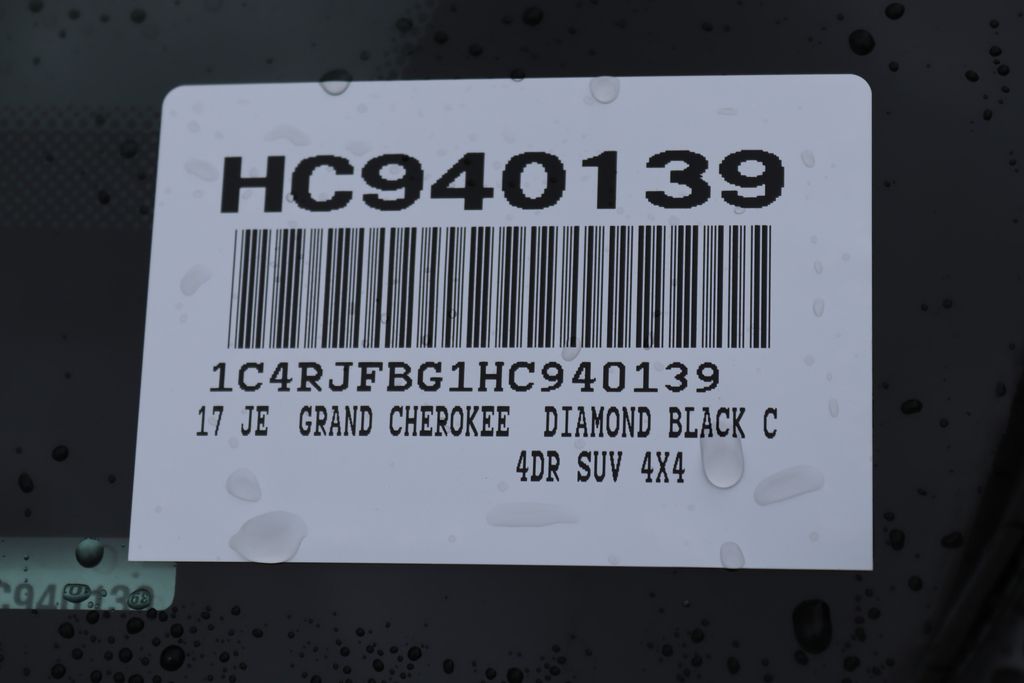 HC940139
1C4RJFBG1HC940139
17 JE GRAND CHEROKEE DIAMOND BLACK C
4DR SUV 4X4